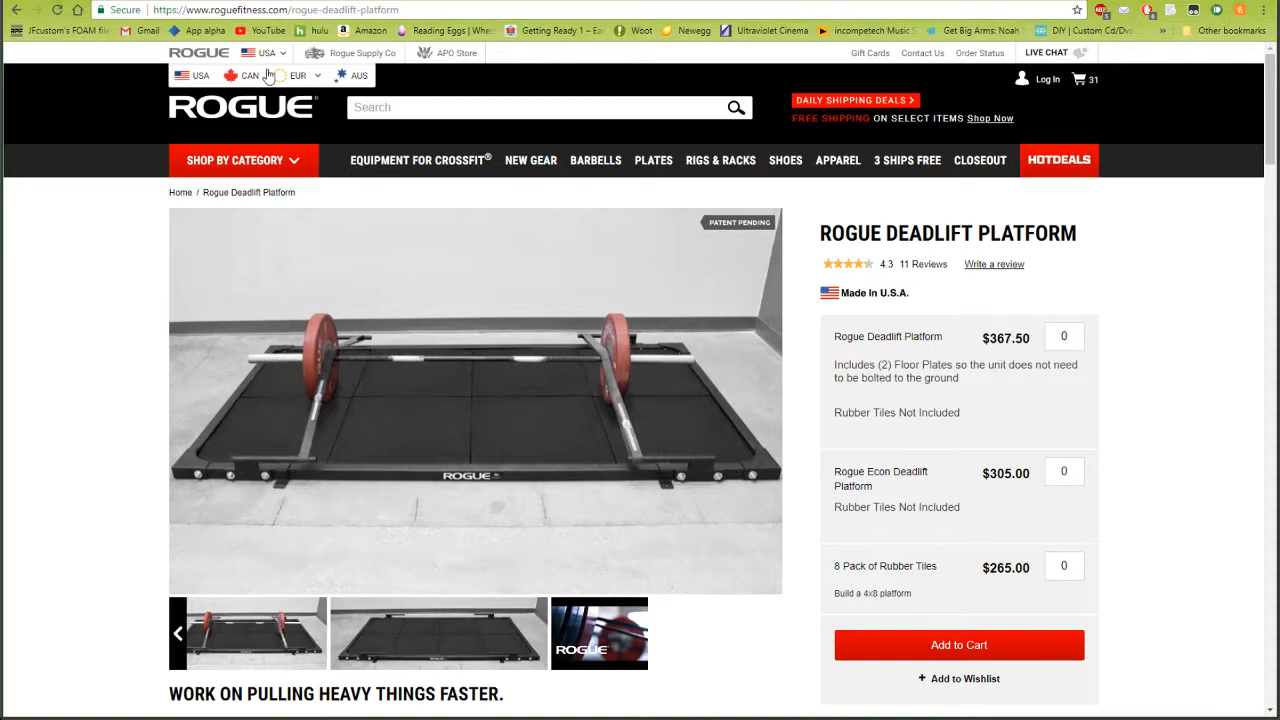 Secure https://www.roguefitness.com/rogue-deadlift-platform
JFcustom's FOAM file Gmail App alpha YouTube hulu Amazon Reading Eggs | Where Getting Ready 1 – Earl Woot Newegg Ultraviolet Cinema incompetech Music Get Big Arms: Noah DIY | Custom Cd/Dv » Other bookmarks
ROGUE USA Rogue Supply Co APO Store Gift Cards Contact Us Order Status LIVE CHAT
USA CAN EUR AUS
Log In 31
ROGUE Search
DAILY SHIPPING DEALS >
FREE SHIPPING ON SELECT ITEMS Shop Now
SHOP BY CATEGORY EQUIPMENT FOR CROSSFIT® NEW GEAR BARBELLS PLATES RIGS & RACKS SHOES APPAREL 3 SHIPS FREE CLOSEOUT HOTDEALS
Home / Rogue Deadlift Platform
PATENT PENDING
ROGUE
ROGUE DEADLIFT PLATFORM
4.3 11 Reviews Write a review
Made In U.S.A.
Rogue Deadlift Platform $367.50 0
Includes (2) Floor Plates so the unit does not need
to be bolted to the ground
Rubber Tiles Not Included
Rogue Econ Deadlift
Platform $305.00 0
Rubber Tiles Not Included
8 Pack of Rubber Tiles $265.00 0
Build a 4x8 platform
Add to Cart
+ Add to Wishlist
ROGUE
WORK ON PULLING HEAVY THINGS FASTER.